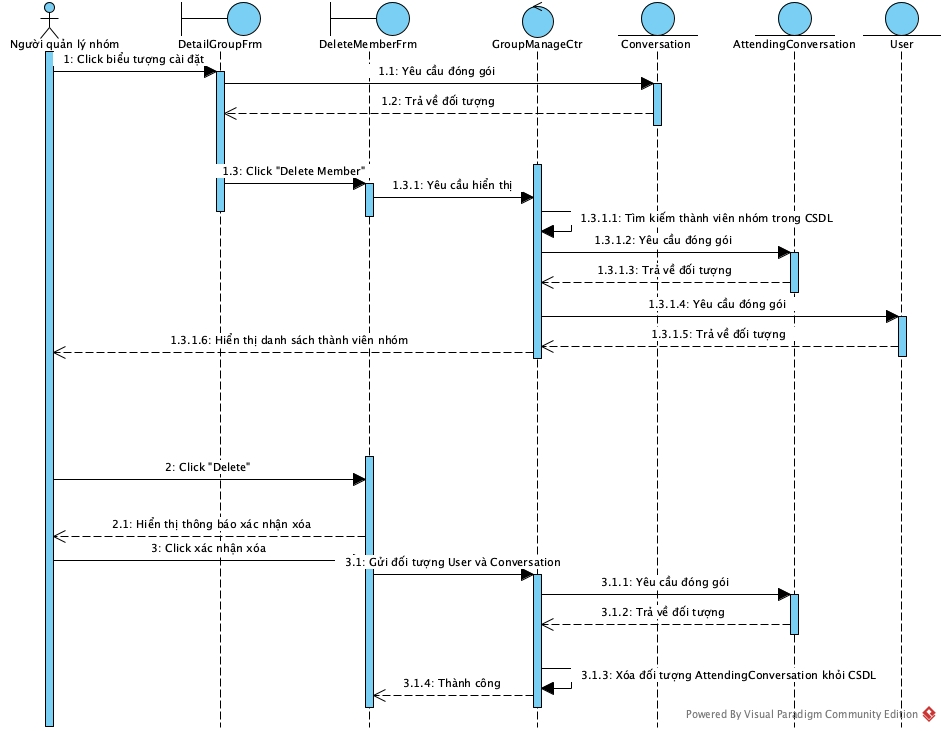 Người quản lý nhóm
DetailGroupFrm
DeleteMemberFrm
GroupManageCtr
Conversation
AttendingConversation
User
1: Click biểu tượng cài đặt
1.1: Yêu cầu đóng gói
1.2: Trả về đối tượng
1.3: Click "Delete Member"
1.3.1: Yêu cầu hiển thị
1.3.1.1: Tìm kiếm thành viên nhóm trong CSDL
1.3.1.2: Yêu cầu đóng gói
1.3.1.3: Trả về đối tượng
1.3.1.4: Yêu cầu đóng gói
1.3.1.5: Trả về đối tượng
1.3.1.6: Hiển thị danh sách thành viên nhóm
2: Click "Delete"
2.1: Hiển thị thông báo xác nhận xóa
3: Click xác nhận xóa
3.1: Gửi đối tượng User và Conversation
3.1.1: Yêu cầu đóng gói
3.1.2: Trả về đối tượng
3.1.3: Xóa đối tượng AttendingConversation khỏi CSDL
3.1.4: Thành công
Powered By Visual Paradigm Community Edition